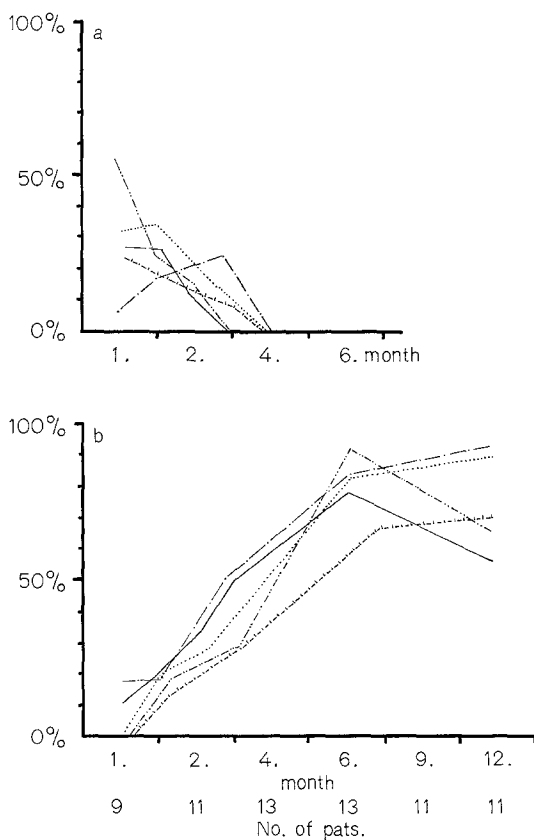 100%
a
50%
0%
1. 2. 4. 6. month
100%
b
50%
0%
1. 2. 4. 6. 9. 12.
month
9 11 13 13 11 11
No. of pats.